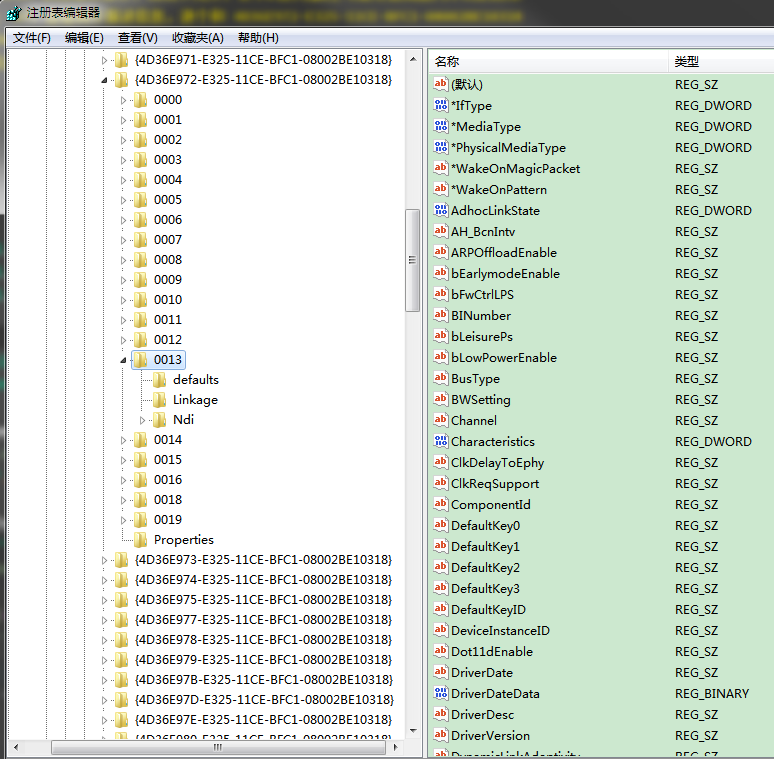 注册表编辑器
文件(F) 编辑(E) 查看(V) 收藏夹(A) 帮助(H)
{4D36E971-E325-11CE-BFC1-08002BE10318}
{4D36E972-E325-11CE-BFC1-08002BE10318}
0000
0001
0002
0003
0004
0005
0006
0007
0008
0009
0010
0011
0012
0013
defaults
Linkage
Ndi
0014
0015
0016
0018
0019
Properties
{4D36E973-E325-11CE-BFC1-08002BE10318}
{4D36E974-E325-11CE-BFC1-08002BE10318}
{4D36E975-E325-11CE-BFC1-08002BE10318}
{4D36E977-E325-11CE-BFC1-08002BE10318}
{4D36E978-E325-11CE-BFC1-08002BE10318}
{4D36E979-E325-11CE-BFC1-08002BE10318}
{4D36E97B-E325-11CE-BFC1-08002BE10318}
{4D36E97D-E325-11CE-BFC1-08002BE10318}
{4D36E97E-E325-11CE-BFC1-08002BE10318}
{4D36E980-E325-11CE-BFC1-08002BE10318}
名称 类型
(默认) REG_SZ
*IfType REG_DWORD
*MediaType REG_DWORD
*PhysicalMediaType REG_DWORD
*WakeOnMagicPacket REG_SZ
*WakeOnPattern REG_SZ
AdhocLinkState REG_DWORD
AH_BcnIntv REG_SZ
ARPOffloadEnable REG_SZ
bEarlymodeEnable REG_SZ
bFwCtrlLPS REG_SZ
BINumber REG_SZ
bLeisurePs REG_SZ
bLowPowerEnable REG_SZ
BusType REG_SZ
BWSetting REG_SZ
Channel REG_SZ
Characteristics REG_DWORD
ClkDelayToEphy REG_SZ
ClkReqSupport REG_SZ
ComponentId REG_SZ
DefaultKey0 REG_SZ
DefaultKey1 REG_SZ
DefaultKey2 REG_SZ
DefaultKey3 REG_SZ
DefaultKeyID REG_SZ
DeviceInstanceID REG_SZ
Dot11dEnable REG_SZ
DriverDate REG_SZ
DriverDateData REG_BINARY
DriverDesc REG_SZ
DriverVersion REG_SZ
DynamicLinkAdaptivity REG_SZ